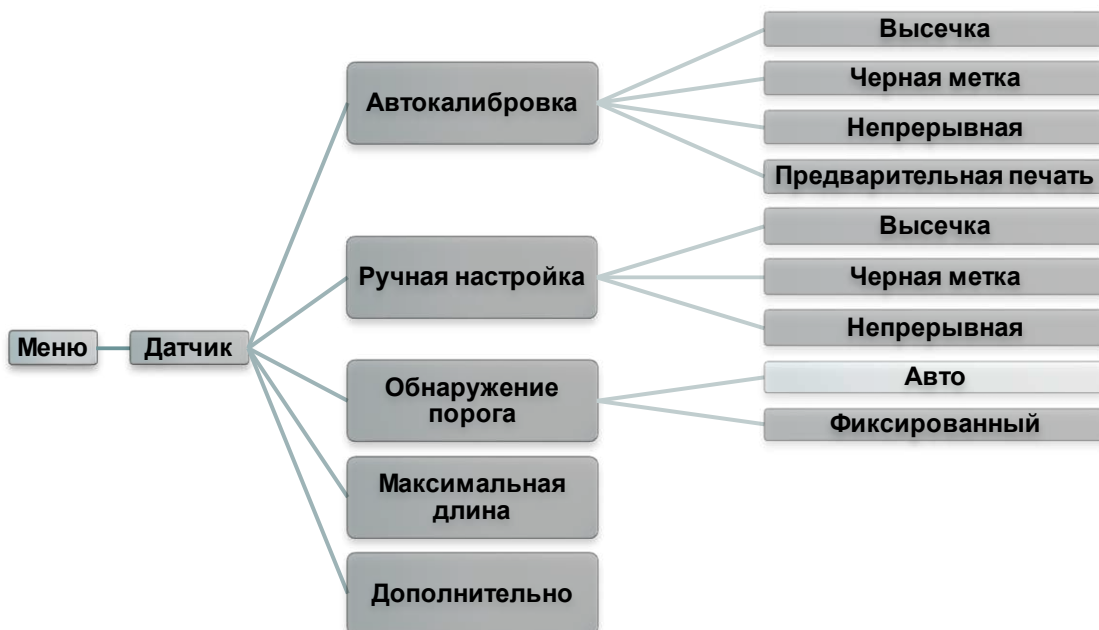 Меню
Датчик
Автокалибровка
Высечка
Черная метка
Непрерывная
Предварительная печать
Ручная настройка
Высечка
Черная метка
Непрерывная
Обнаружение
порога
Авто
Фиксированный
Максимальная
длина
Дополнительно